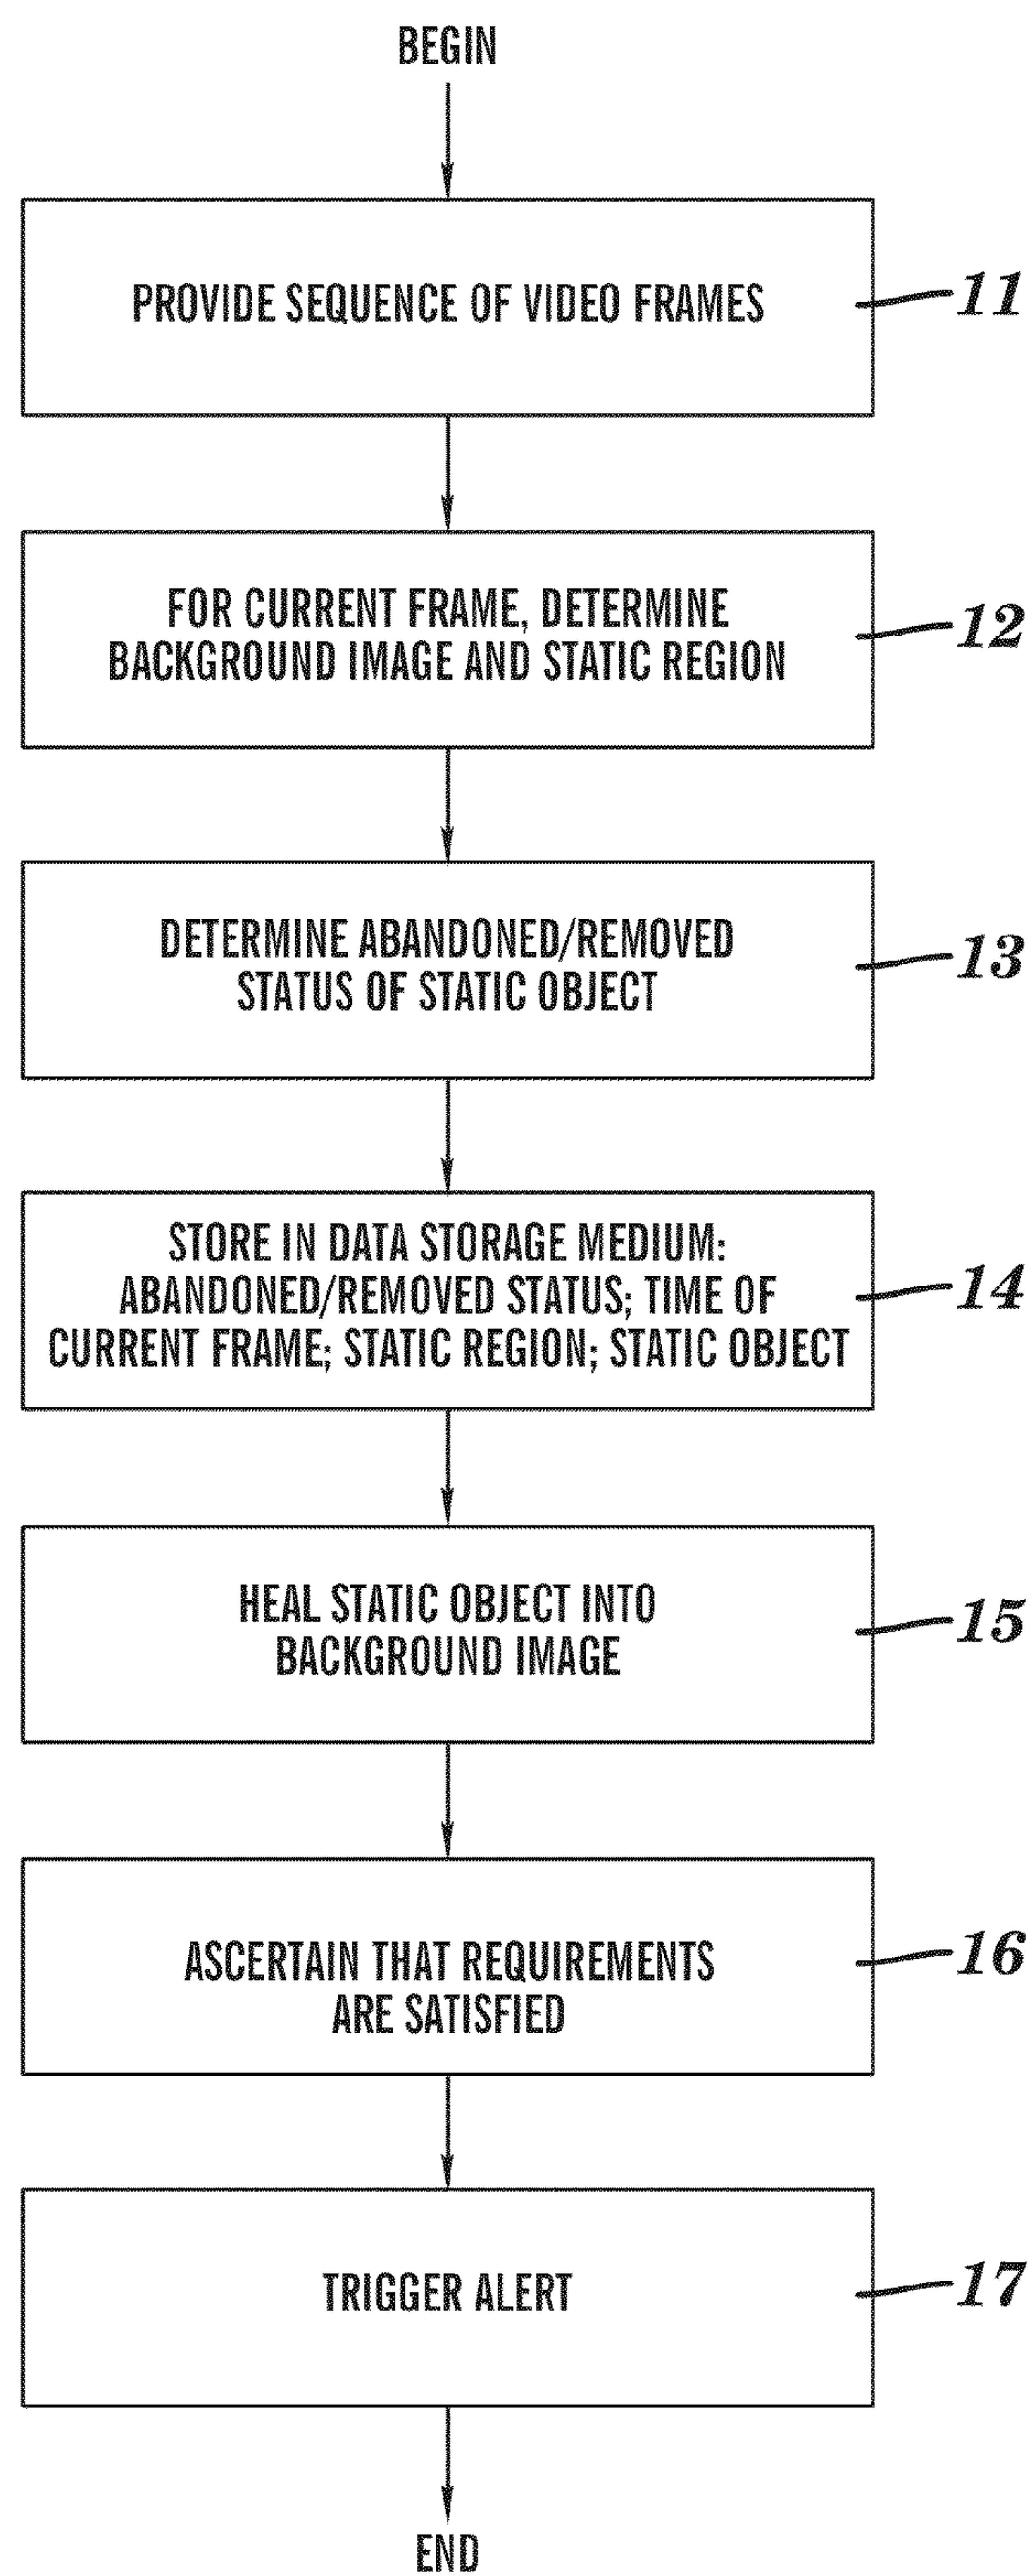 BEGIN
PROVIDE SEQUENCE OF VIDEO FRAMES
11
FOR CURRENT FRAME, DETERMINE
BACKGROUND IMAGE AND STATIC REGION
12
DETERMINE ABANDONED/REMOVED
STATUS OF STATIC OBJECT
13
STORE IN DATA STORAGE MEDIUM:
ABANDONED/REMOVED STATUS; TIME OF
CURRENT FRAME; STATIC REGION; STATIC OBJECT
14
HEAL STATIC OBJECT INTO
BACKGROUND IMAGE
15
ASCERTAIN THAT REQUIREMENTS
ARE SATISFIED
16
TRIGGER ALERT
17
END